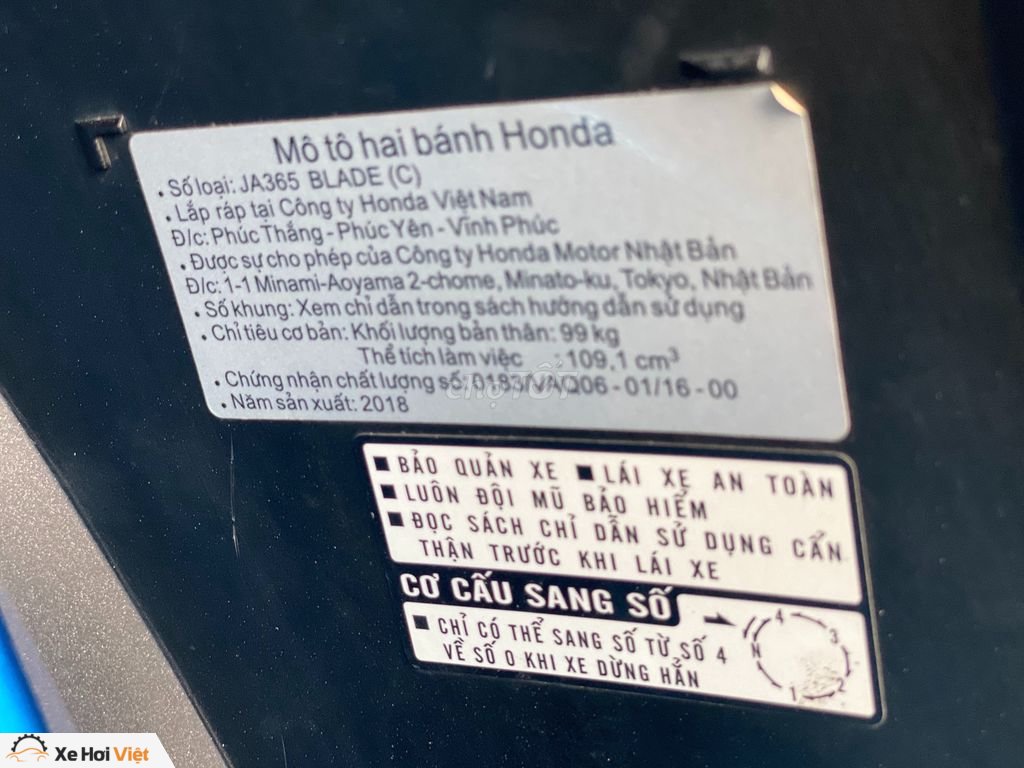 Mô tô hai bánh Honda
. Số loại: JA365 BLADE (C)
. Lắp ráp tại Công ty Honda Việt Nam
Đ/c: Phúc Thắng - Phúc Yên - Vĩnh Phúc
. Được sự cho phép của Công ty Honda Motor Nhật Bản
Đ/c: 1-1 Minami-Aoyama 2-chome, Minato-ku, Tokyo, Nhật Bản
. Số khung: Xem chỉ dẫn trong sách hướng dẫn sử dụng
. Chỉ tiêu cơ bản: Khối lượng bản thân: 99 kg
Thể tích làm việc : 109,1 cm³
. Chứng nhận chất lượng số: 0183/VAQ06 - 01/16 - 00
chợTỐT
. Năm sản xuất: 2018
■ BẢO QUẢN XE ■ LÁI XE AN TOÀN
■ LUÔN ĐỘI MŨ BẢO HIỂM
■ ĐỌC SÁCH CHỈ DẪN SỬ DỤNG CẨN
THẬN TRƯỚC KHI LÁI XE
CƠ CẤU SANG SỐ
■ CHỈ CÓ THỂ SANG SỐ TỪ SỐ 4
VỀ SỐ 0 KHI XE DỪNG HẲN
N 4 3 2 1
Xe Hơi Việt